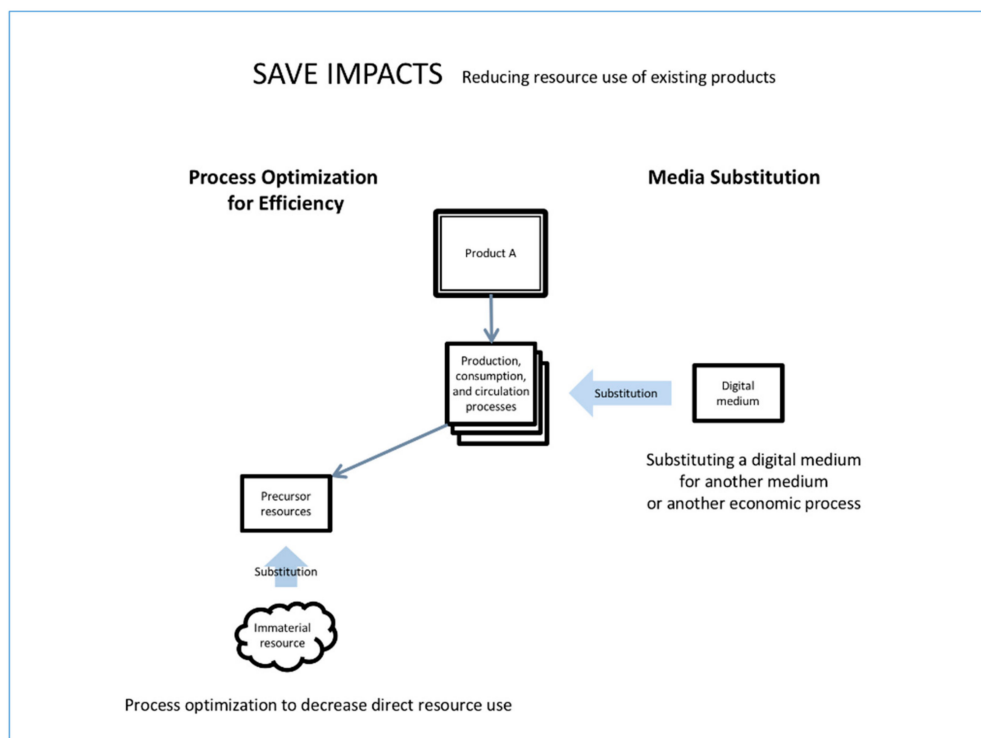 SAVE IMPACTS Reducing resource use of existing products
Process Optimization
for Efficiency
Media Substitution
Product A
Production,
consumption,
and circulation
processes
Substitution
Digital
medium
Substituting a digital medium
for another medium
or another economic process
Precursor
resources
Substitution
Immaterial
resource
Process optimization to decrease direct resource use